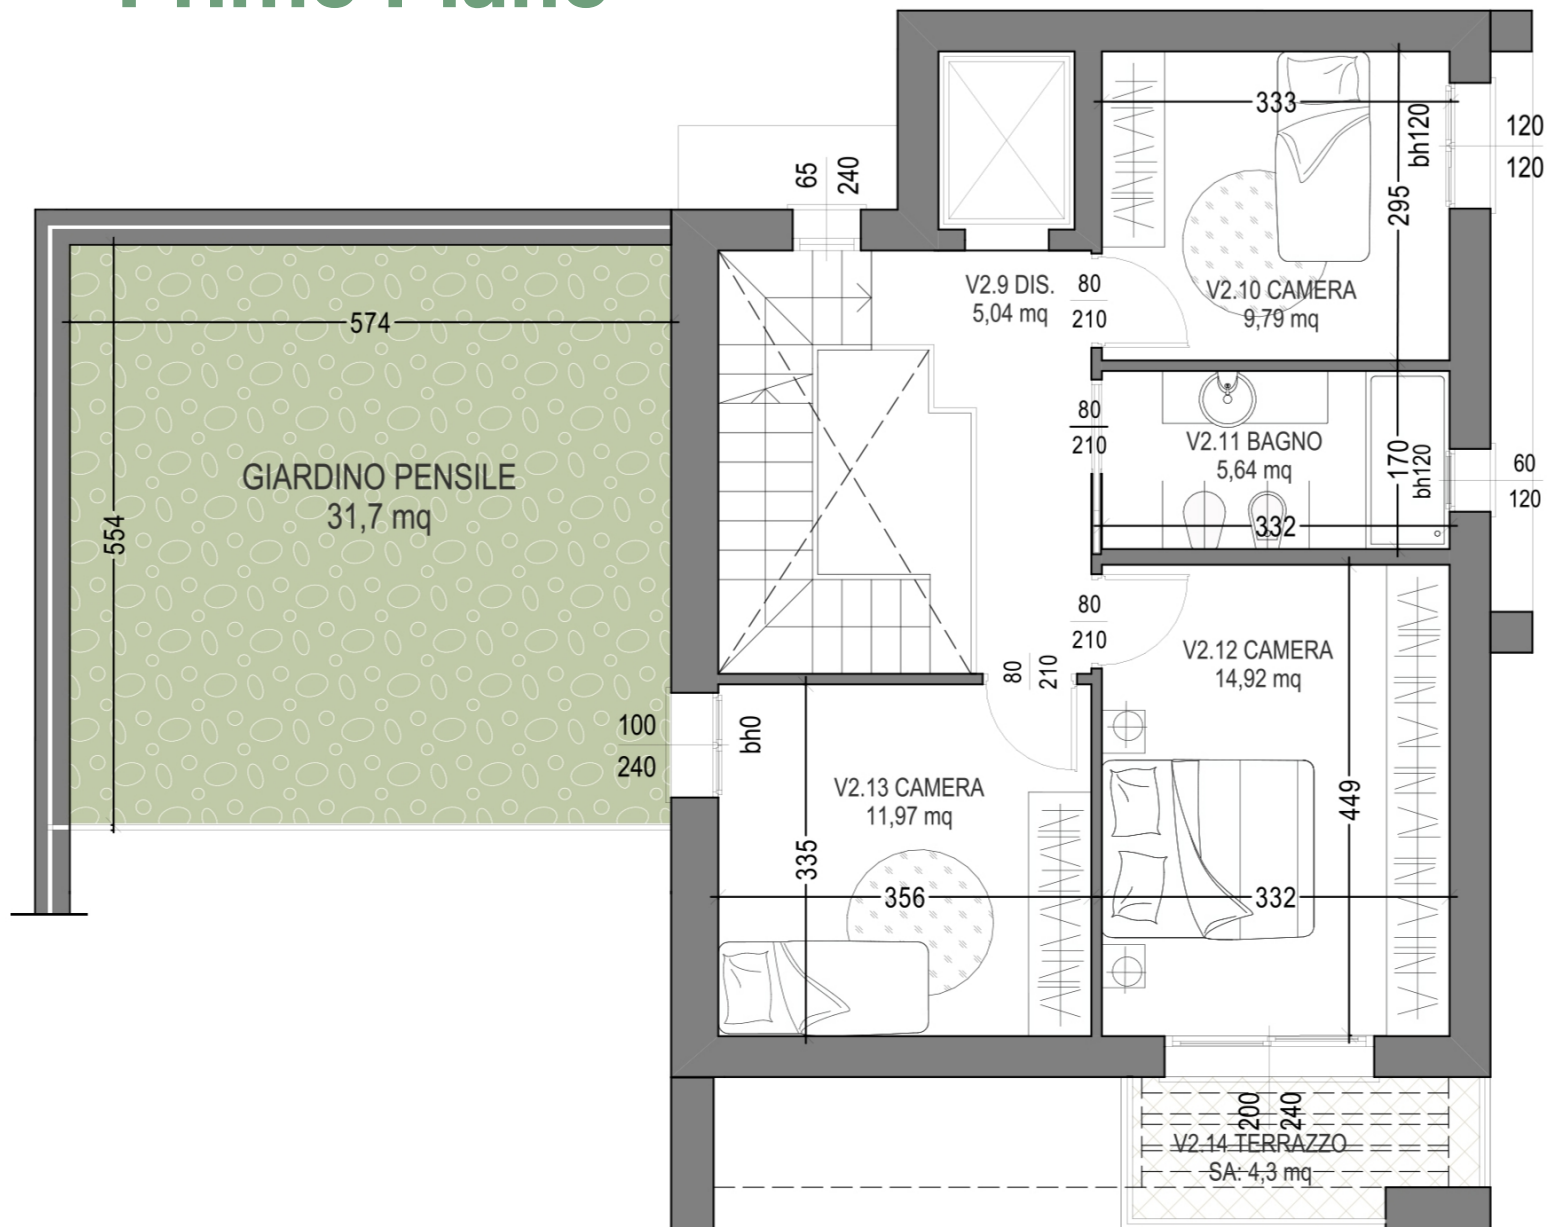 Primo Piano
65
240
333
bh120
120
120
295
574
V2.9 DIS.
5,04 mq
80
210
V2.10 CAMERA
9,79 mq
80
210
V2.11 BAGNO
5,64 mq
170
bh120
60
120
332
GIARDINO PENSILE
31,7 mq
554
80
210
80
210
V2.12 CAMERA
14,92 mq
100
240
bh0
V2.13 CAMERA
11,97 mq
335
356
332
449
200
240
V2.14 TERRAZZO
SA: 4,3 mq